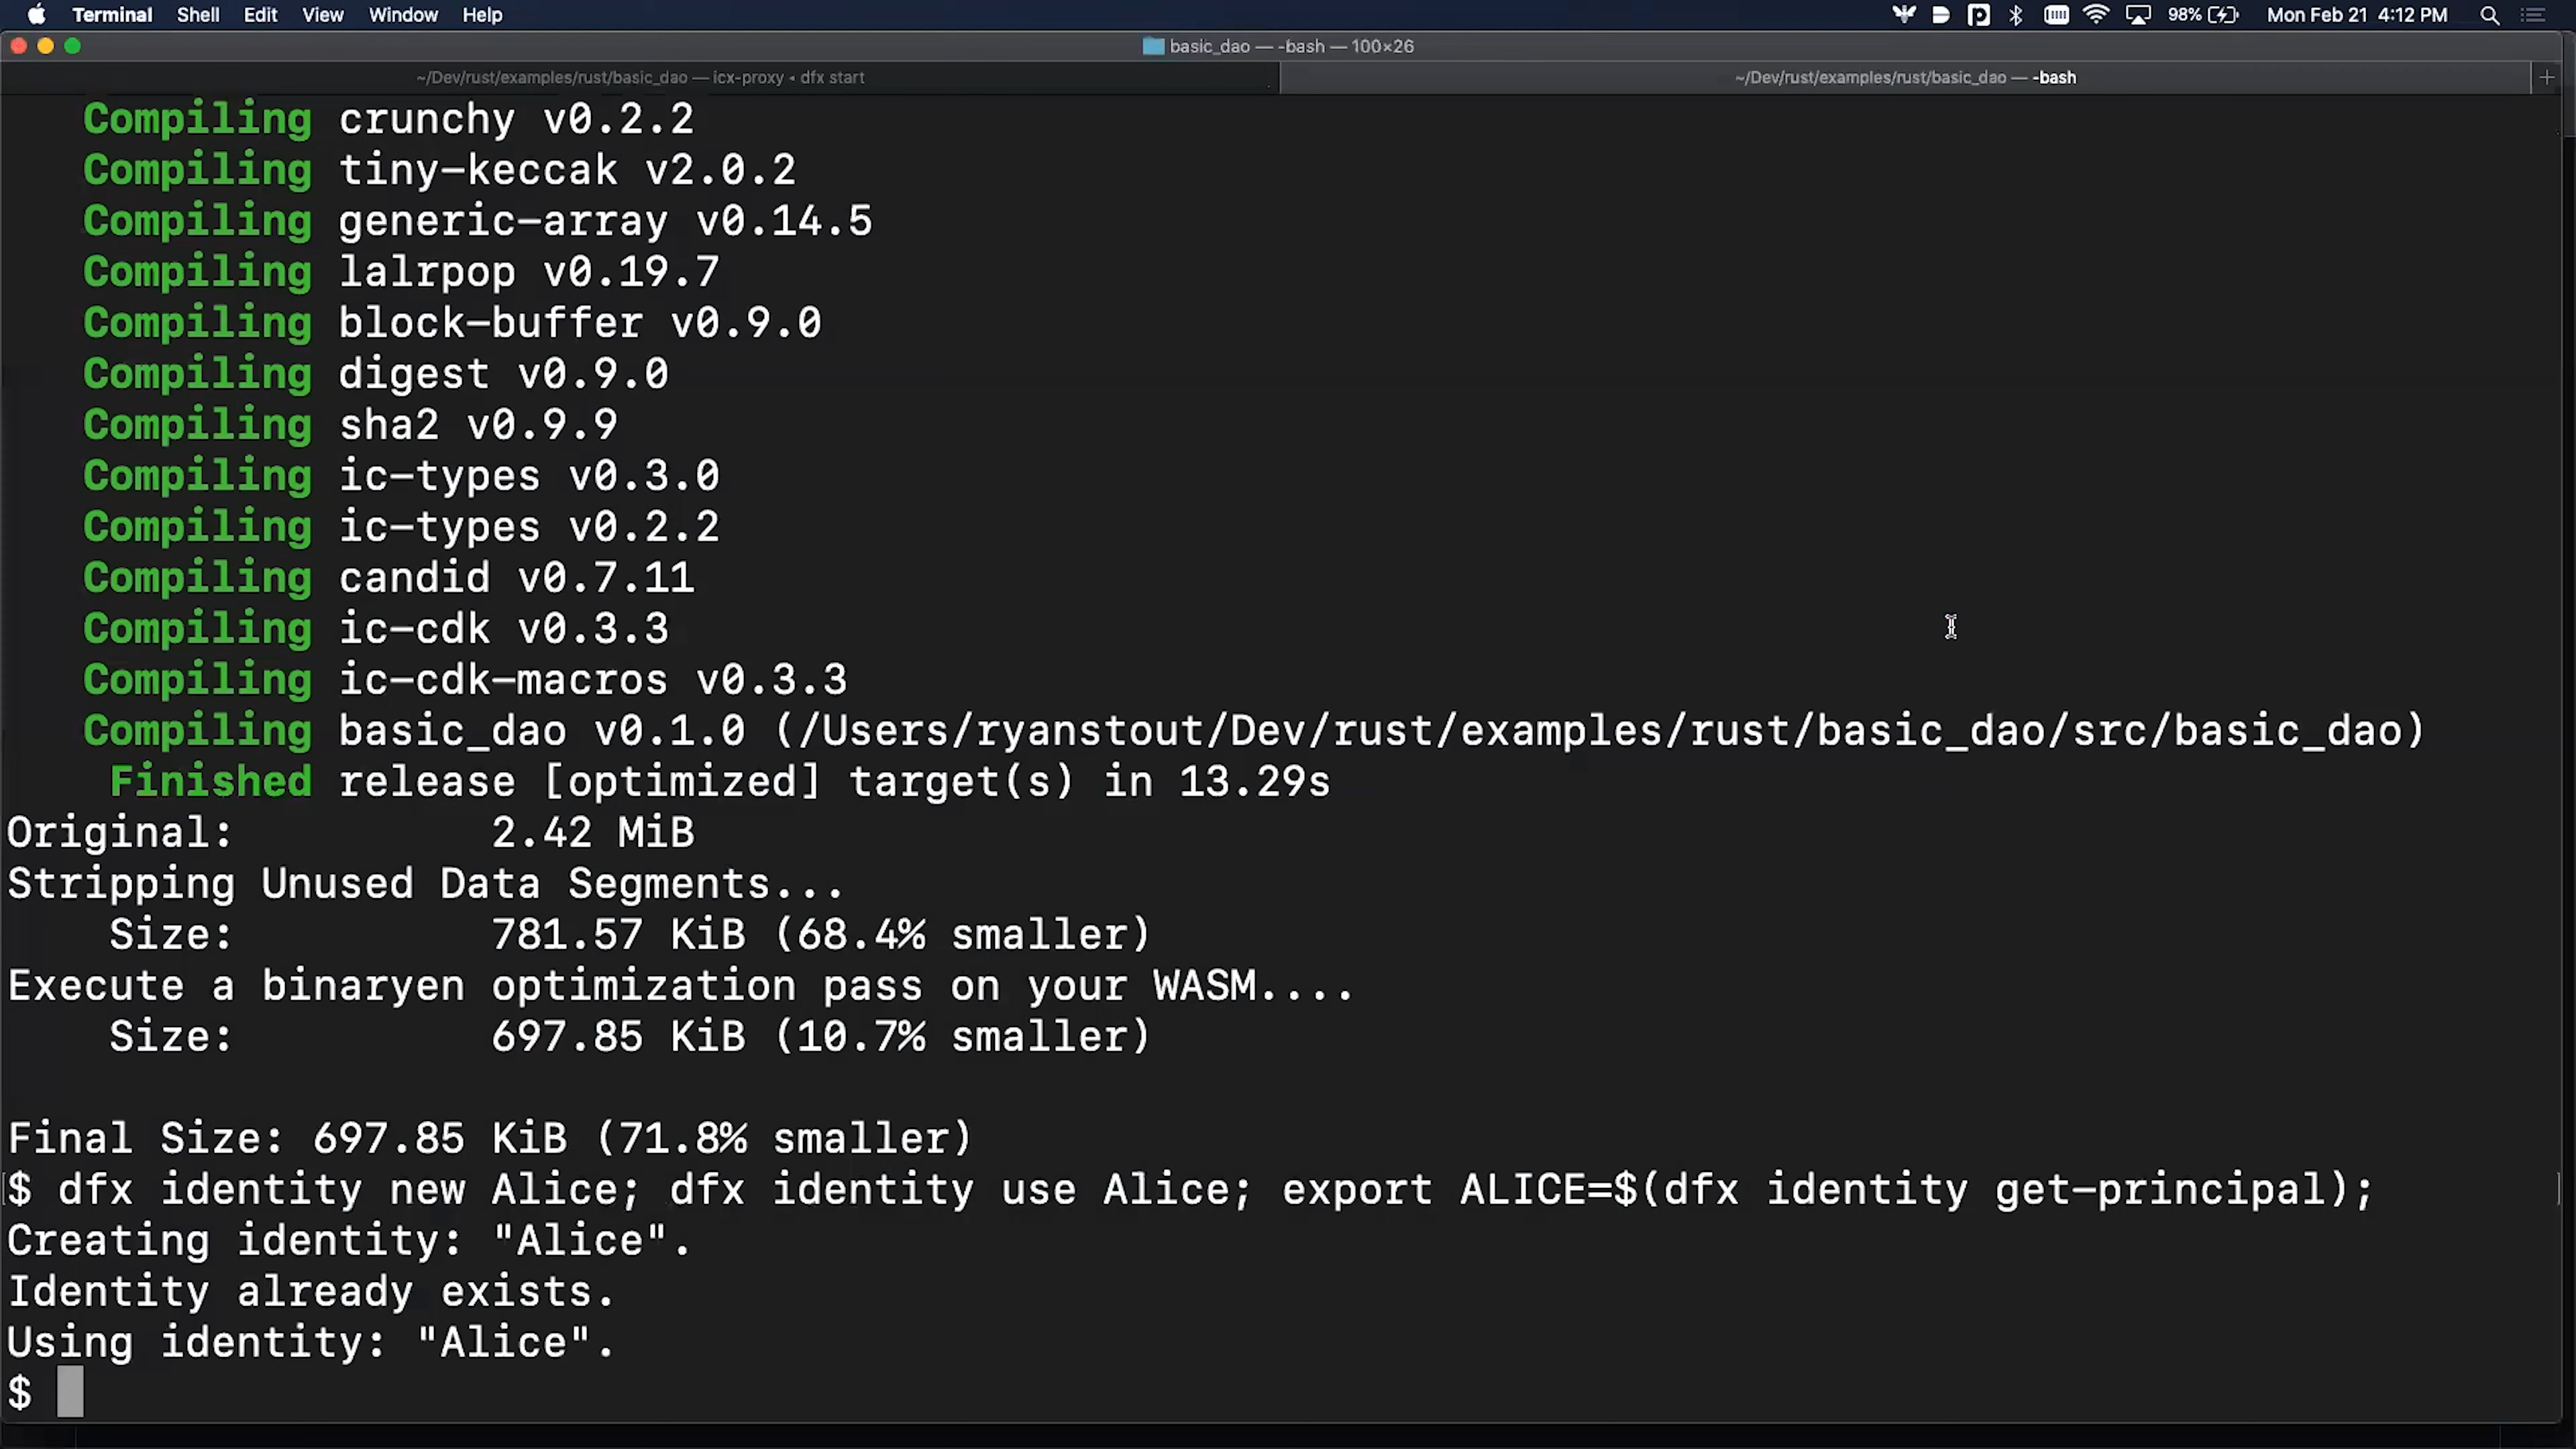 Terminal Shell Edit View Window Help 98% Mon Feb 21 4:12 PM
basic_dao — -bash — 100×26
~/Dev/rust/examples/rust/basic_dao — icx-proxy ◂ dfx start ~/Dev/rust/examples/rust/basic_dao — -bash
Compiling crunchy v0.2.2
Compiling tiny-keccak v2.0.2
Compiling generic-array v0.14.5
Compiling lalrpop v0.19.7
Compiling block-buffer v0.9.0
Compiling digest v0.9.0
Compiling sha2 v0.9.9
Compiling ic-types v0.3.0
Compiling ic-types v0.2.2
Compiling candid v0.7.11
Compiling ic-cdk v0.3.3
Compiling ic-cdk-macros v0.3.3
Compiling basic_dao v0.1.0 (/Users/ryanstout/Dev/rust/examples/rust/basic_dao/src/basic_dao)
Finished release [optimized] target(s) in 13.29s
Original: 2.42 MiB
Stripping Unused Data Segments...
Size: 781.57 KiB (68.4% smaller)
Execute a binaryen optimization pass on your WASM....
Size: 697.85 KiB (10.7% smaller)
Final Size: 697.85 KiB (71.8% smaller)
$ dfx identity new Alice; dfx identity use Alice; export ALICE=$(dfx identity get-principal);
Creating identity: "Alice".
Identity already exists.
Using identity: "Alice".
$